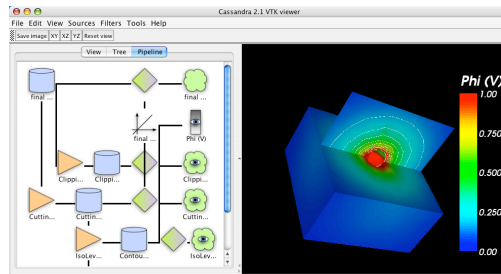 Cassandra 2.1 VTK viewer
File Edit View Sources Filters Tools Help
Save image XY XZ YZ Reset view
View Tree Pipeline
final ... final ...
final ... Phi (V)
Clippi... Clippi... Clippi...
Cuttin... Cuttin... Cuttin...
IsoLev... Contou... IsoLev...
Phi (V)
1.00
0.750
0.500
0.250
0.00